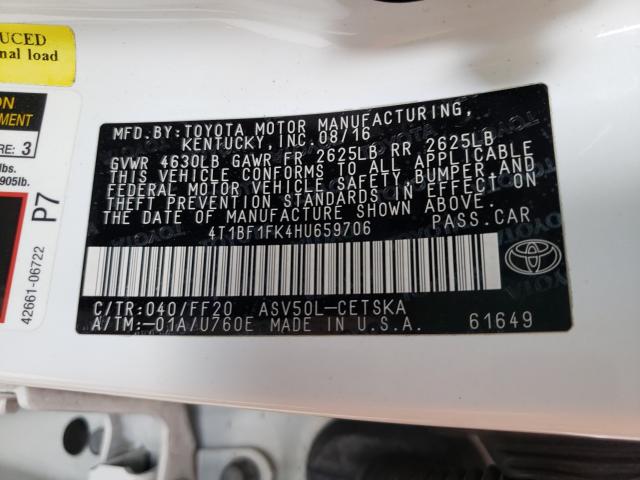 UCED
nal load
ON
EMENT
RE: 3
lbs.
905lb.
P7
42661-06722
MFD.BY:TOYOTA MOTOR MANUFACTURING,
KENTUCKY,INC.08/16
GVWR 4630LB GAWR FR 2625LB RR 2625LB
THIS VEHICLE CONFORMS TO ALL APPLICABLE
FEDERAL MOTOR VEHICLE SAFETY,BUMPER,AND
THEFT PREVENTION STANDARDS IN EFFECT ON
THE DATE OF MANUFACTURE SHOWN ABOVE.
4T1BF1FK4HU659706 PASS.CAR
C/TR:040/FF20 ASV50L-CETSKA
A/TM:-01A/U760E MADE IN U.S.A. 61649
TOYOTA